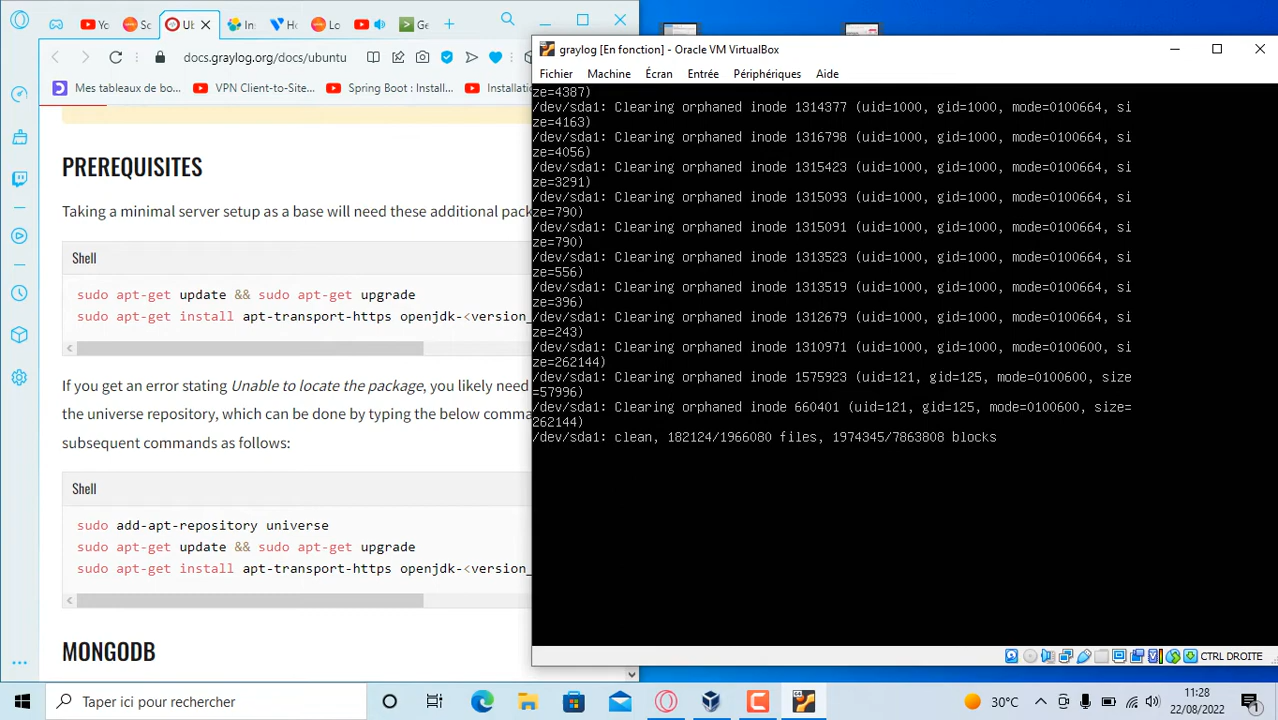 Yo
Sc
Ub
In
Ho
Lo
Ge
docs.graylog.org/docs/ubuntu
Mes tableaux de bo...
VPN Client-to-Site...
Spring Boot : Install...
Installatio
PREREQUISITES
Taking a minimal server setup as a base will need these additional pack
Shell
sudo apt-get update && sudo apt-get upgrade
sudo apt-get install apt-transport-https openjdk-<version_
If you get an error stating Unable to locate the package, you likely need
the universe repository, which can be done by typing the below comma
subsequent commands as follows:
Shell
sudo add-apt-repository universe
sudo apt-get update && sudo apt-get upgrade
sudo apt-get install apt-transport-https openjdk-<version_
MONGODB
graylog [En fonction] - Oracle VM VirtualBox
Fichier Machine Écran Entrée Périphériques Aide
ze=4387)
/dev/sda1: Clearing orphaned inode 1314377 (uid=1000, gid=1000, mode=0100664, si
ze=4163)
/dev/sda1: Clearing orphaned inode 1316798 (uid=1000, gid=1000, mode=0100664, si
ze=4056)
/dev/sda1: Clearing orphaned inode 1315423 (uid=1000, gid=1000, mode=0100664, si
ze=3291)
/dev/sda1: Clearing orphaned inode 1315093 (uid=1000, gid=1000, mode=0100664, si
ze=790)
/dev/sda1: Clearing orphaned inode 1315091 (uid=1000, gid=1000, mode=0100664, si
ze=790)
/dev/sda1: Clearing orphaned inode 1313523 (uid=1000, gid=1000, mode=0100664, si
ze=556)
/dev/sda1: Clearing orphaned inode 1313519 (uid=1000, gid=1000, mode=0100664, si
ze=396)
/dev/sda1: Clearing orphaned inode 1312679 (uid=1000, gid=1000, mode=0100664, si
ze=243)
/dev/sda1: Clearing orphaned inode 1310971 (uid=1000, gid=1000, mode=0100600, si
ze=262144)
/dev/sda1: Clearing orphaned inode 1575923 (uid=121, gid=125, mode=0100600, size
=57996)
/dev/sda1: Clearing orphaned inode 660401 (uid=121, gid=125, mode=0100600, size=
262144)
/dev/sda1: clean, 182124/1966080 files, 1974345/7863808 blocks
CTRL DROITE
Taper ici pour rechercher
30°C
11:28
22/08/2022
1